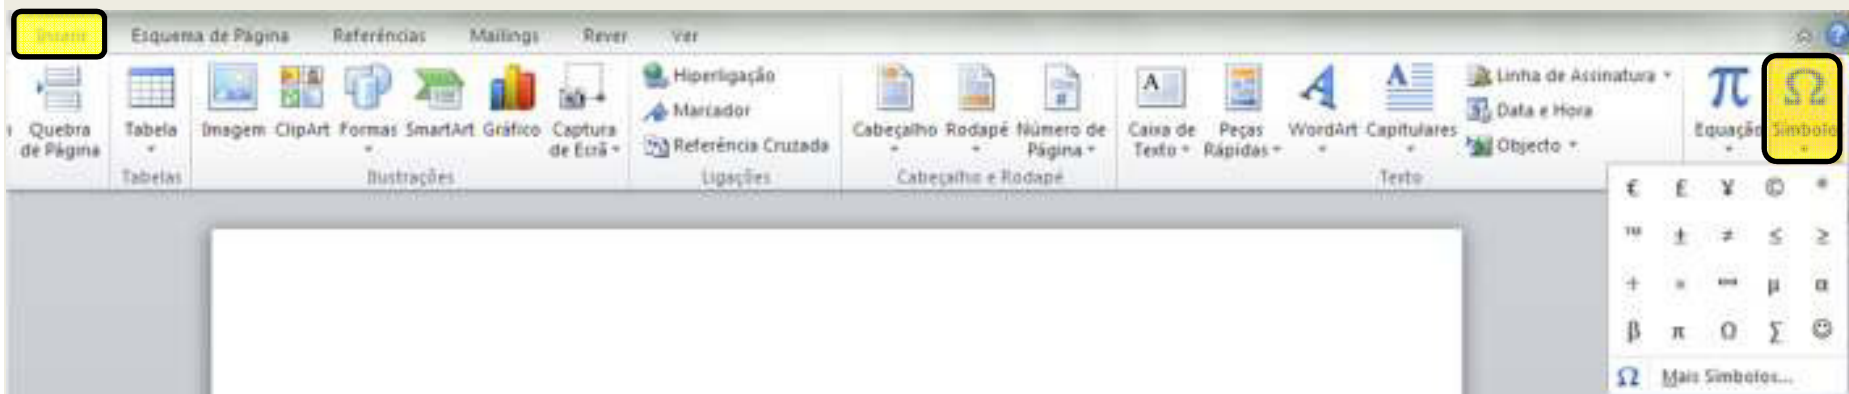 Inserir Esquema de Página Referências Mailings Rever Ver
Quebra de Página
Tabela
Imagem ClipArt Formas SmartArt Gráfico Captura de Ecrã
Hiperligação
Marcador
Referência Cruzada
Cabeçalho Rodapé Número de Página
Caixa de Texto Peças Rápidas WordArt Capitulares
Linha de Assinatura
Data e Hora
Objecto
Equação Símbolo
Tabelas Ilustrações Ligações Cabeçalho e Rodapé Texto
€ £ ¥ © ®
™ ± ≠ ≤ ≥
÷ × ∞ µ α
β π Ω ∑ ☺
Ω Mais Símbolos...